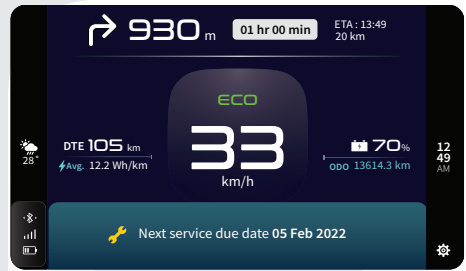 930 m
01 hr 00 min
ETA : 13:49
20 km
ECO
33
km/h
DTE 105 km
Avg. 12.2 Wh/km
70%
ODO 13614.3 km
28°
12
49
AM
Next service due date 05 Feb 2022